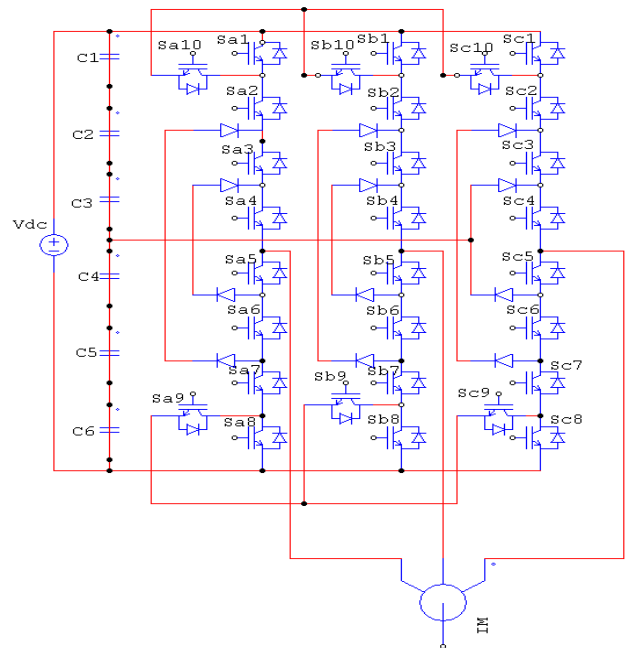 Sa1 Sb1 Sc1
Sa10 Sb10 Sc10
C1
Sa2 Sb2 Sc2
C2
Sa3 Sb3 Sc3
C3
Sa4 Sb4 Sc4
Vdc
Sa5 Sb5 Sc5
C4
Sa6 Sb6 Sc6
C5
Sa7 Sb7 Sc7
Sa9 Sb9 Sc9
C6
Sa8 Sb8 Sc8
IM